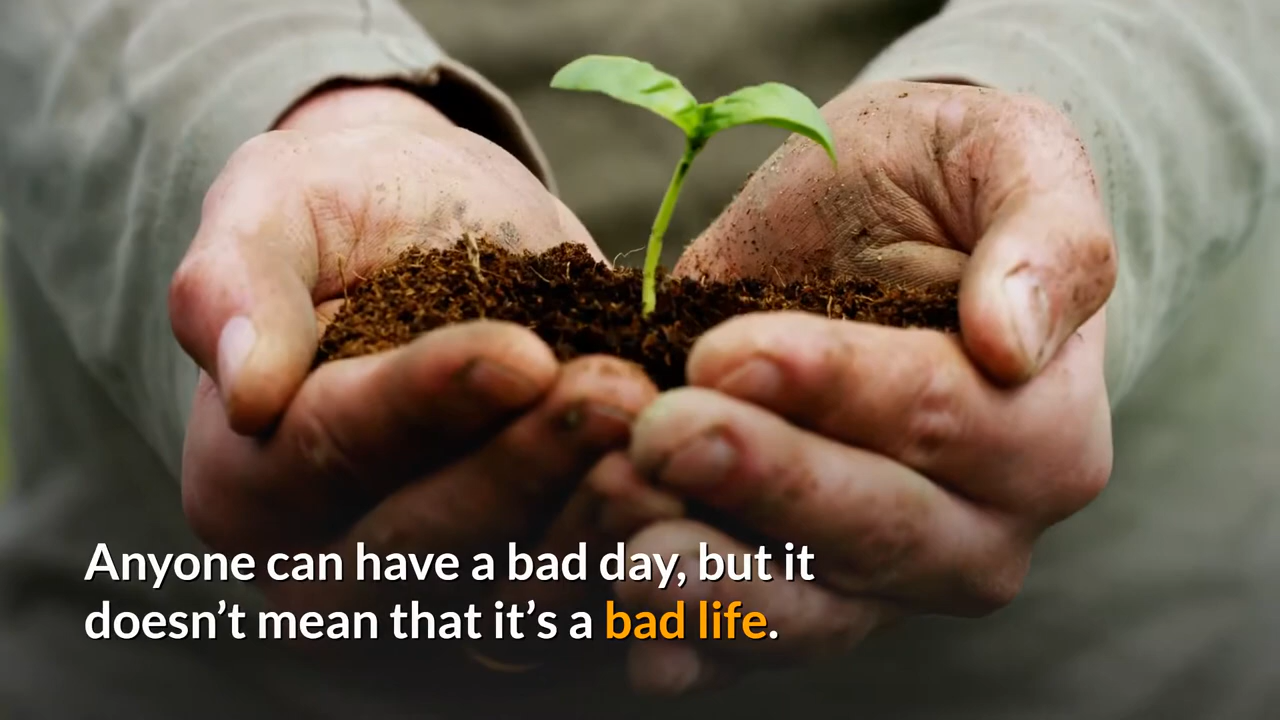 Anyone can have a bad day, but it
doesn’t mean that it’s a bad life.